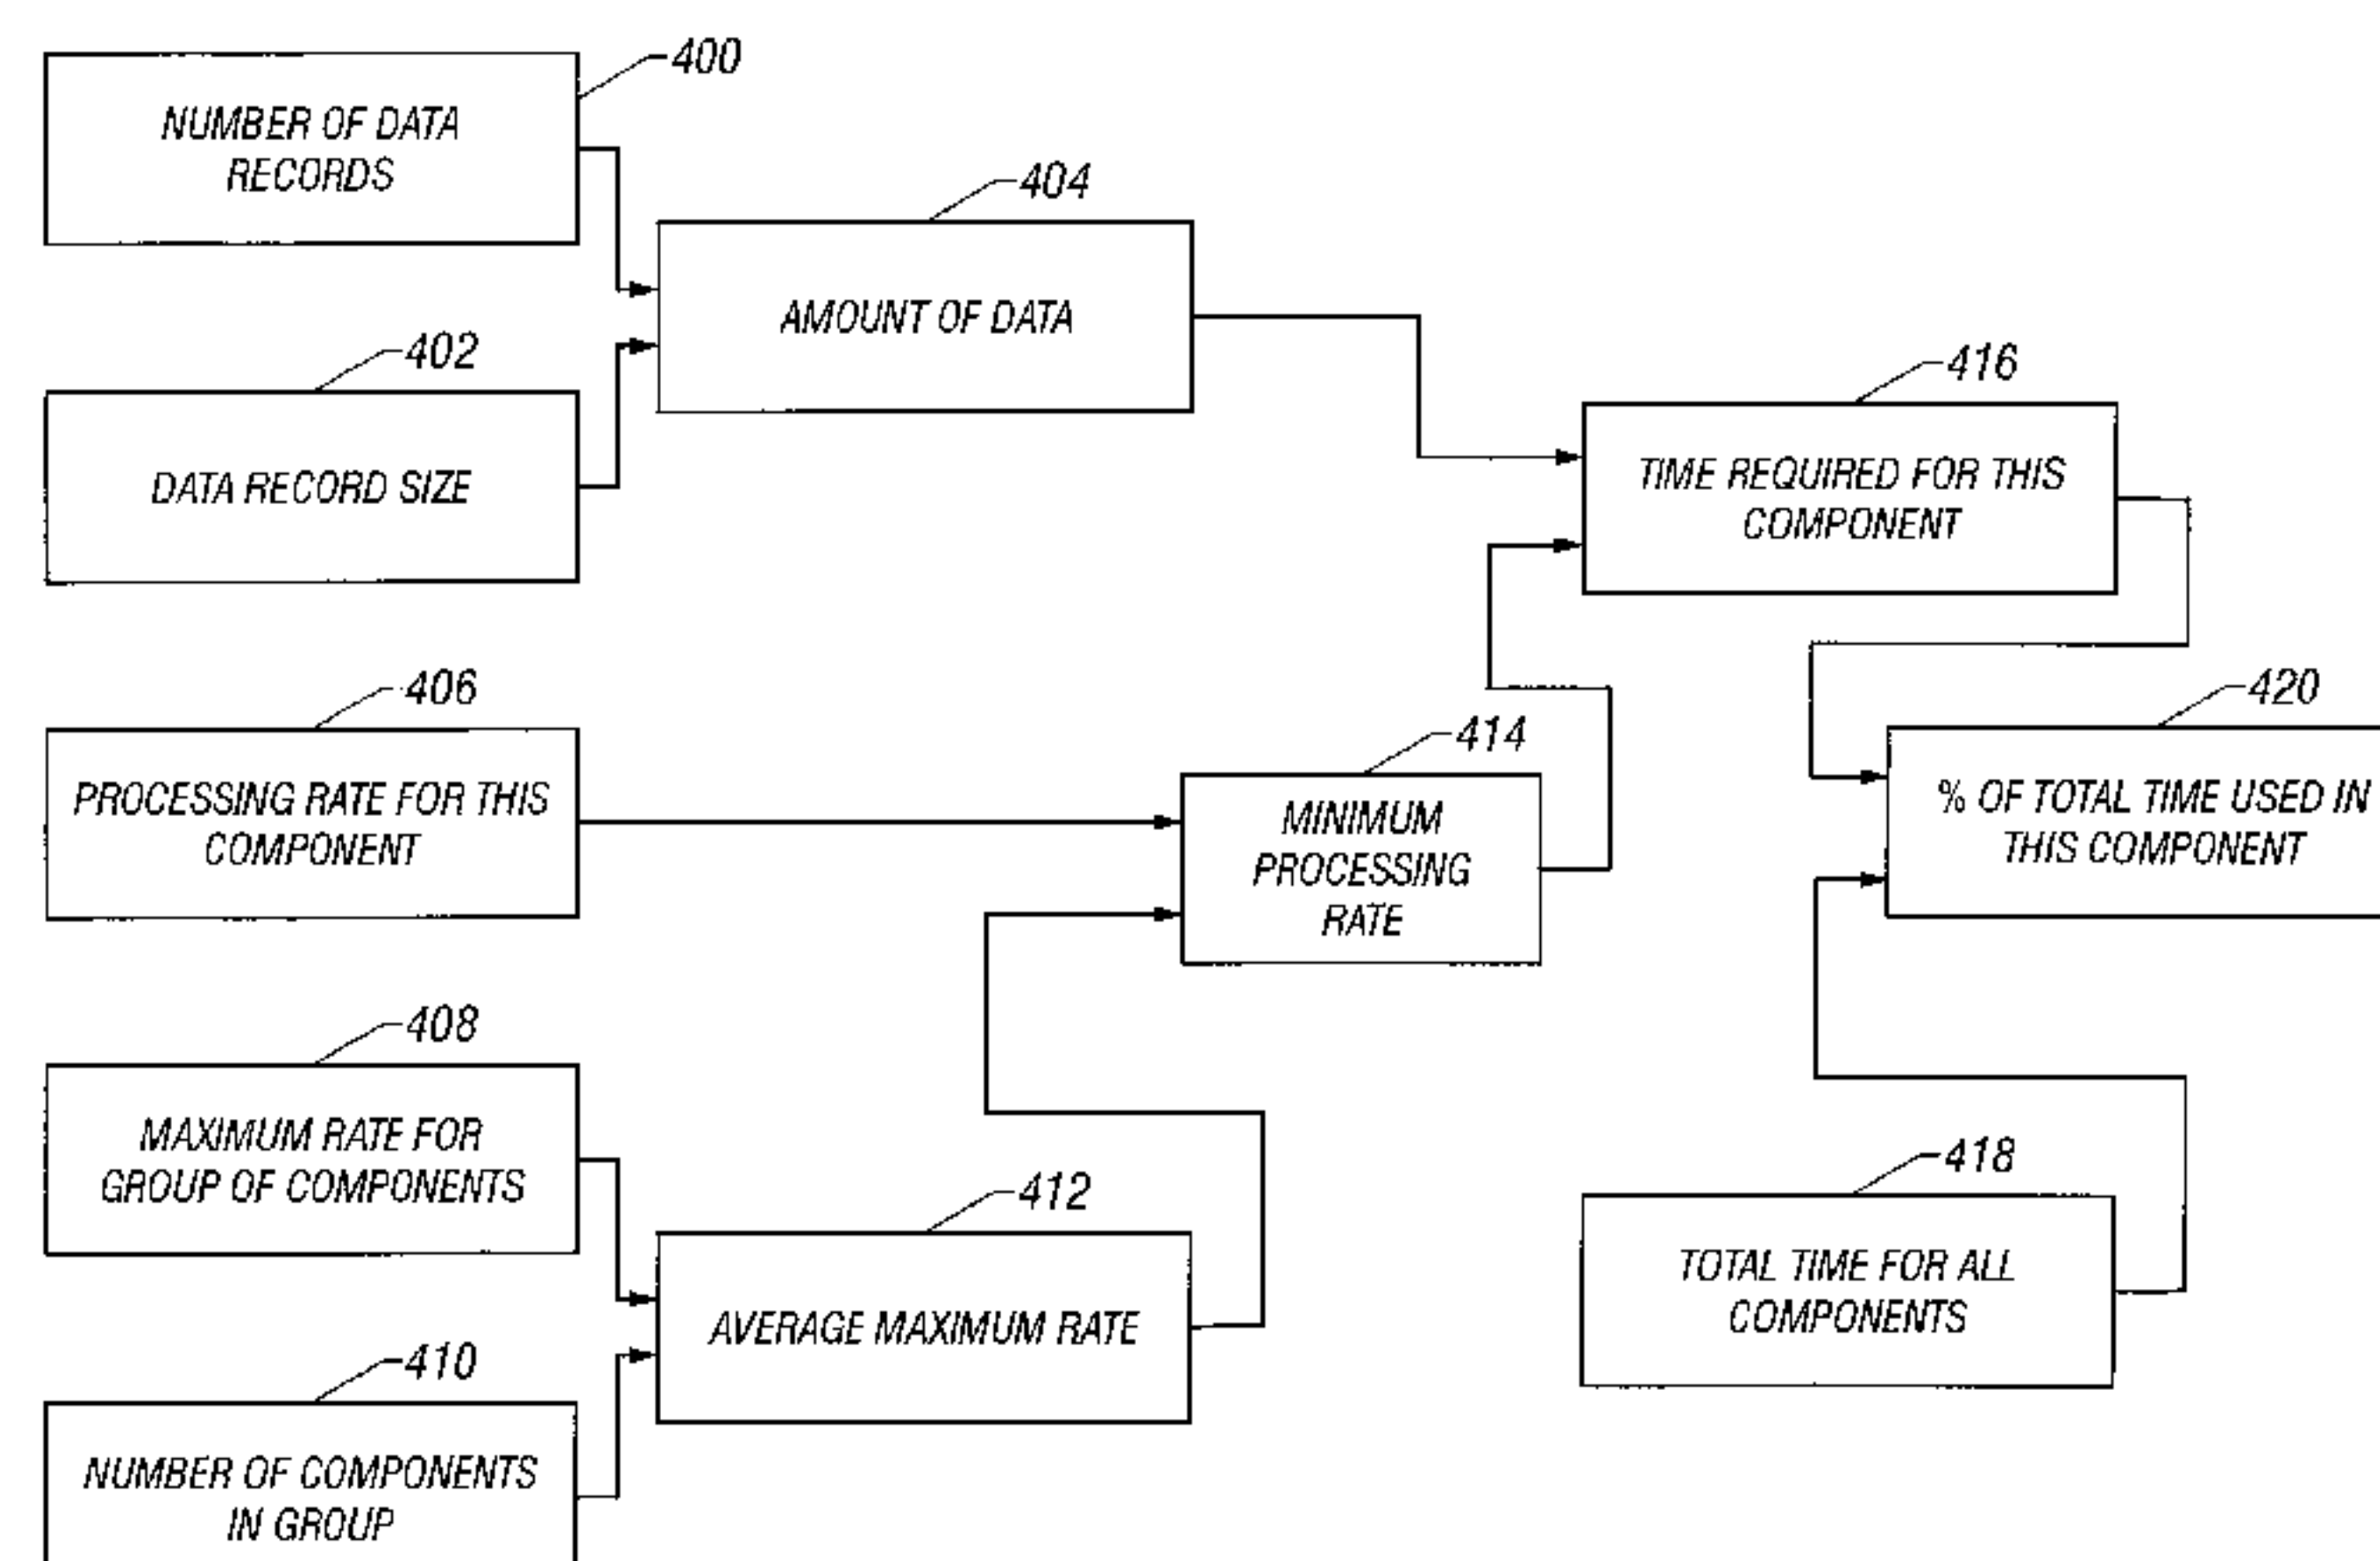 400
NUMBER OF DATA
RECORDS
404
AMOUNT OF DATA
402
DATA RECORD SIZE
416
TIME REQUIRED FOR THIS
COMPONENT
406
PROCESSING RATE FOR THIS
COMPONENT
414
MINIMUM
PROCESSING
RATE
420
% OF TOTAL TIME USED IN
THIS COMPONENT
408
MAXIMUM RATE FOR
GROUP OF COMPONENTS
412
AVERAGE MAXIMUM RATE
418
TOTAL TIME FOR ALL
COMPONENTS
410
NUMBER OF COMPONENTS
IN GROUP